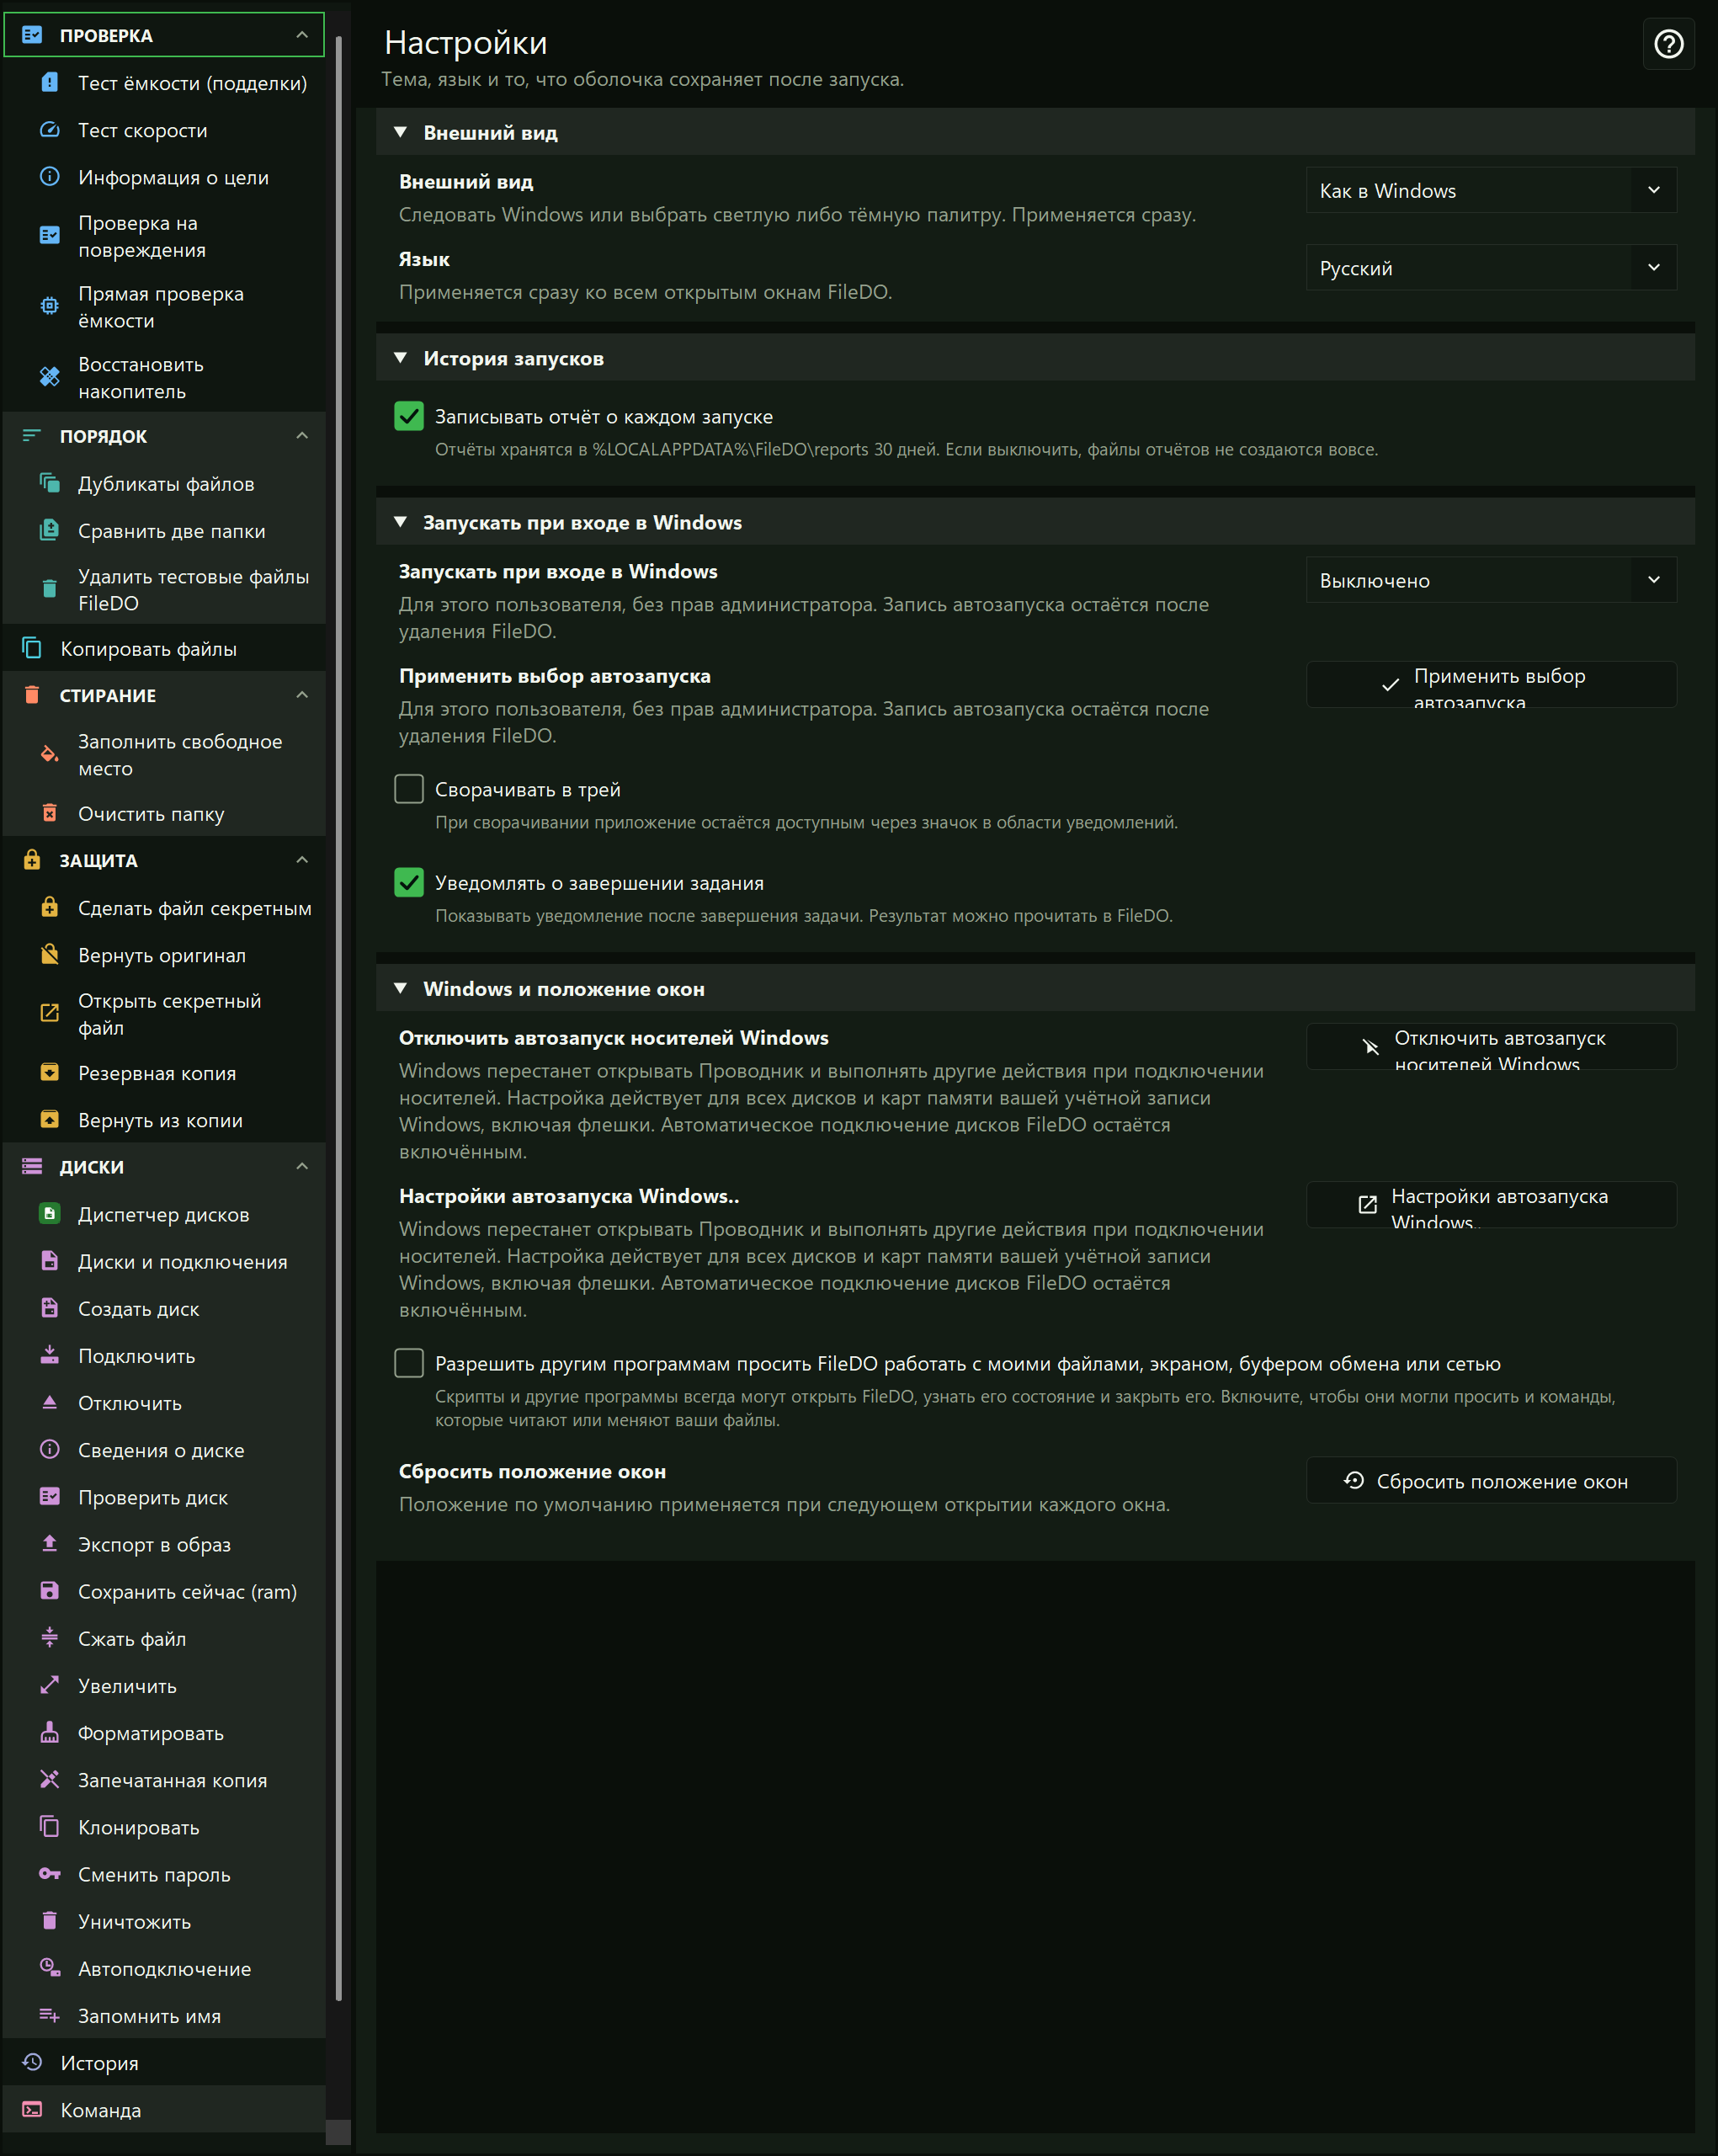 ПРОВЕРКА
Тест ёмкости (подделки)
Тест скорости
Информация о цели
Проверка на
повреждения
Прямая проверка
ёмкости
Восстановить
накопитель
ПОРЯДОК
Дубликаты файлов
Сравнить две папки
Удалить тестовые файлы
FileDO
Копировать файлы
СТИРАНИЕ
Заполнить свободное
место
Очистить папку
ЗАЩИТА
Сделать файл секретным
Вернуть оригинал
Открыть секретный
файл
Резервная копия
Вернуть из копии
ДИСКИ
Диспетчер дисков
Диски и подключения
Создать диск
Подключить
Отключить
Сведения о диске
Проверить диск
Экспорт в образ
Сохранить сейчас (ram)
Сжать файл
Увеличить
Форматировать
Запечатанная копия
Клонировать
Сменить пароль
Уничтожить
Автоподключение
Запомнить имя
История
Команда
Настройки
Тема, язык и то, что оболочка сохраняет после запуска.
Внешний вид
Внешний вид
Следовать Windows или выбрать светлую либо тёмную палитру. Применяется сразу.
Как в Windows
Язык
Применяется сразу ко всем открытым окнам FileDO.
Русский
История запусков
Записывать отчёт о каждом запуске
Отчёты хранятся в %LOCALAPPDATA%\FileDO\reports 30 дней. Если выключить, файлы отчётов не создаются вовсе.
Запускать при входе в Windows
Запускать при входе в Windows
Для этого пользователя, без прав администратора. Запись автозапуска остаётся после
удаления FileDO.
Выключено
Применить выбор автозапуска
Для этого пользователя, без прав администратора. Запись автозапуска остаётся после
удаления FileDO.
Применить выбор
автозапуска
Сворачивать в трей
При сворачивании приложение остаётся доступным через значок в области уведомлений.
Уведомлять о завершении задания
Показывать уведомление после завершения задачи. Результат можно прочитать в FileDO.
Windows и положение окон
Отключить автозапуск носителей Windows
Windows перестанет открывать Проводник и выполнять другие действия при подключении
носителей. Настройка действует для всех дисков и карт памяти вашей учётной записи
Windows, включая флешки. Автоматическое подключение дисков FileDO остаётся
включённым.
Отключить автозапуск
носителей Windows
Настройки автозапуска Windows..
Windows перестанет открывать Проводник и выполнять другие действия при подключении
носителей. Настройка действует для всех дисков и карт памяти вашей учётной записи
Windows, включая флешки. Автоматическое подключение дисков FileDO остаётся
включённым.
Настройки автозапуска
Windows..
Разрешить другим программам просить FileDO работать с моими файлами, экраном, буфером обмена или сетью
Скрипты и другие программы всегда могут открыть FileDO, узнать его состояние и закрыть его. Включите, чтобы они могли просить и команды,
которые читают или меняют ваши файлы.
Сбросить положение окон
Положение по умолчанию применяется при следующем открытии каждого окна.
Сбросить положение окон